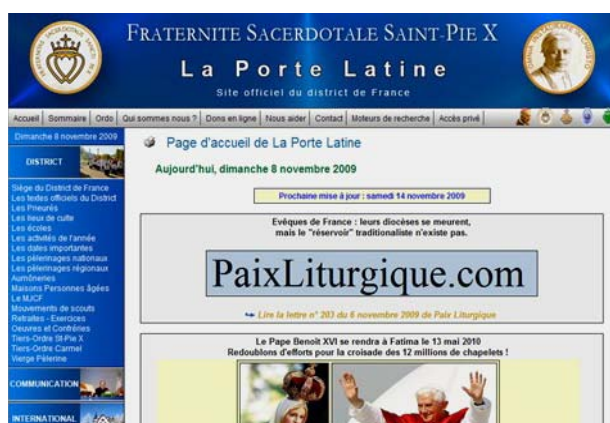 FRATERNITE SACERDOTALE SAINT-PIE X
La Porte Latine
Site officiel du district de France
Accueil | Sommaire | Ordo | Qui sommes nous ? | Dons en ligne | Nous aider | Contact | Moteurs de recherche | Accès privé
Dimanche 8 novembre 2009
DISTRICT
Siège du District de France
Les textes officiels du District
Les Prieurés
Les lieux de culte
Les écoles
Les activités de l'année
Les dates importantes
Les pèlerinages nationaux
Les pèlerinages régionaux
Aumôneries
Maisons Personnes âgées
Le MJCF
Mouvements de scouts
Retraites - Exercices
Oeuvres et Confréries
Tiers-Ordre St-Pie X
Tiers-Ordre Carmel
Vierge Pèlerine
COMMUNICATION
INTERNATIONAL
Page d'accueil de La Porte Latine
Aujourd'hui, dimanche 8 novembre 2009
Prochaine mise à jour : samedi 14 novembre 2009
Evêques de France : leurs diocèses se meurent,
mais le "réservoir" traditionaliste n'existe pas.
PaixLiturgique.com
Lire la lettre n° 203 du 6 novembre 2009 de Paix Liturgique
Le Pape Benoit XVI se rendra à Fatima le 13 mai 2010
Redoublons d'efforts pour la croisade des 12 millions de chapelets !